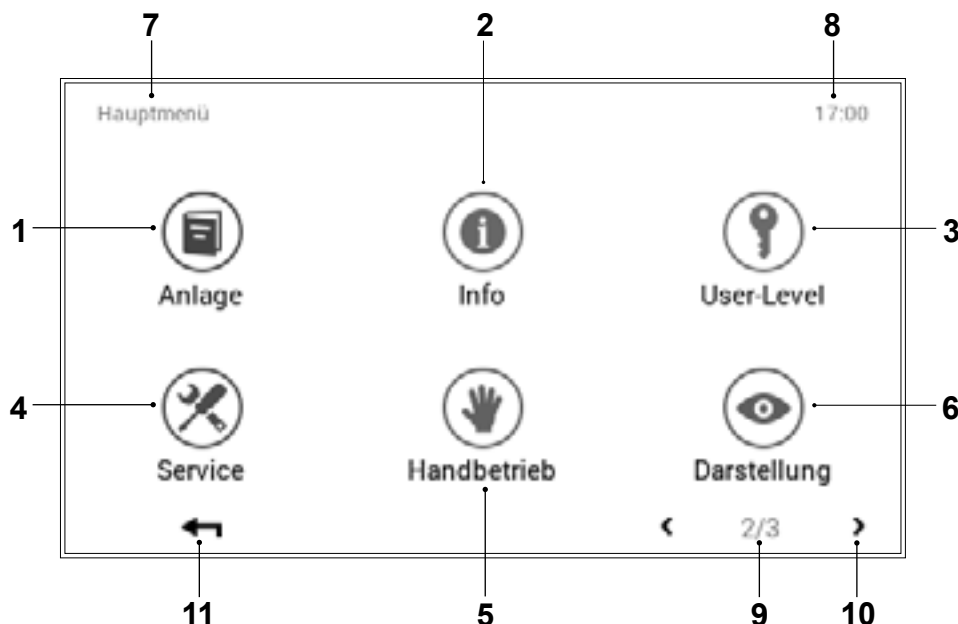 7 2 8
Hauptmenü 17:00
1 3
Anlage Info User-Level
4 6
Service Handbetrieb Darstellung
2/3
11 5 9 10